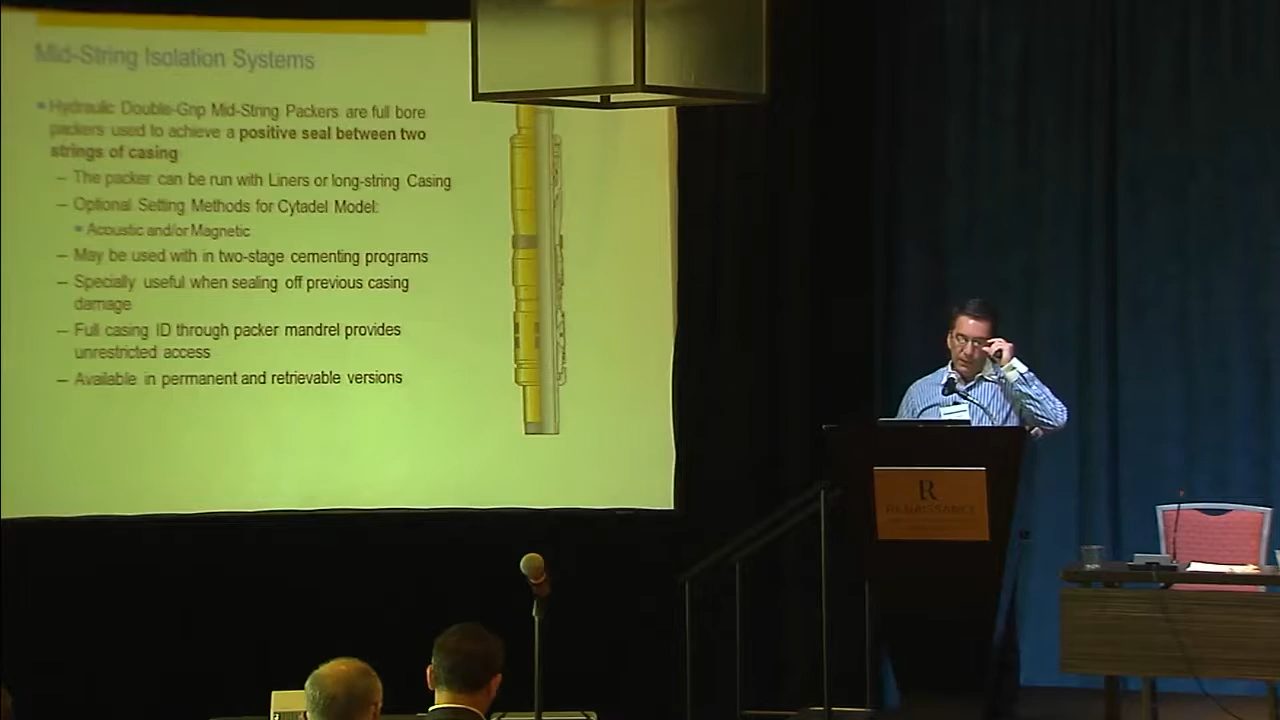 Mid-String Isolation Systems
Hydraulic Double-Grip Mid-String Packers are full bore
packers used to achieve a positive seal between two
strings of casing
– The packer can be run with Liners or long-string Casing
– Optional Setting Methods for Cytadel Model:
Acoustic and/or Magnetic
– May be used with in two-stage cementing programs
– Specially useful when sealing off previous casing
damage
– Full casing ID through packer mandrel provides
unrestricted access
– Available in permanent and retrievable versions
R
RENAISSANCE